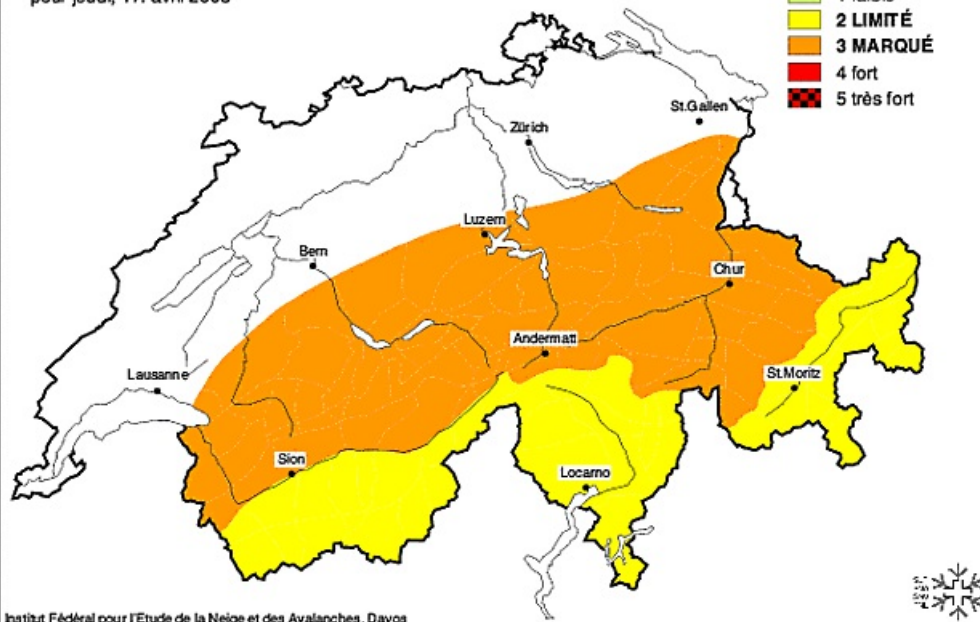 2 LIMITÉ
3 MARQUÉ
4 fort
5 très fort
St.Gallen
Zürich
Luzern
Bern
Chur
Andermatt
Lausanne
St.Moritz
Sion
Locarno
Institut Fédéral pour l'Etude de la Neige et des Avalanches, Davos